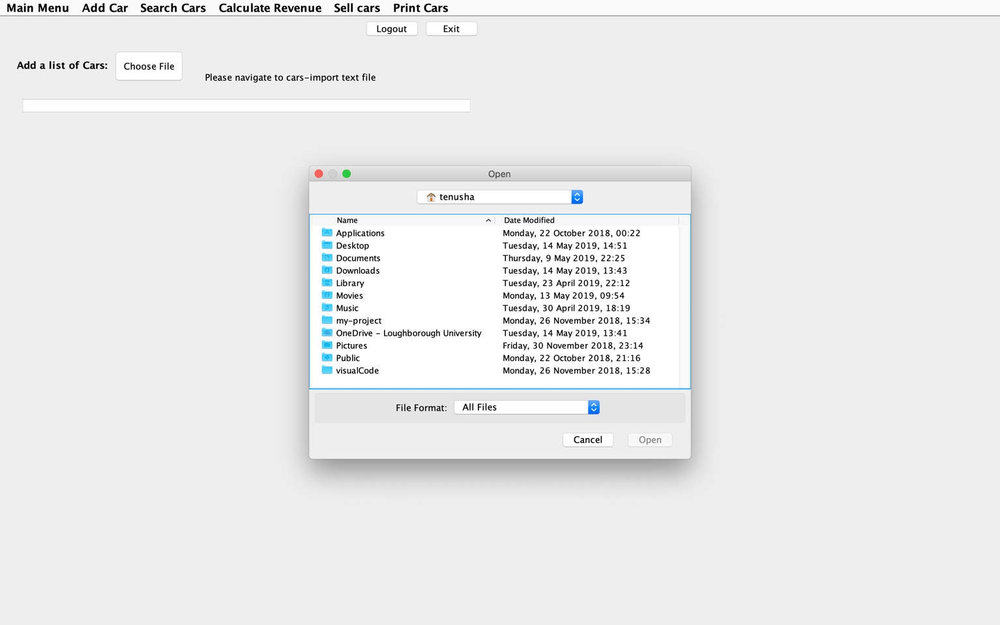 Main Menu Add Car Search Cars Calculate Revenue Sell cars Print Cars
Logout Exit
Add a list of Cars: Choose File
Please navigate to cars-import text file
Open
tenusha
Name Date Modified
Applications Monday, 22 October 2018, 00:22
Desktop Tuesday, 14 May 2019, 14:51
Documents Thursday, 9 May 2019, 22:25
Downloads Tuesday, 14 May 2019, 13:43
Library Tuesday, 23 April 2019, 22:12
Movies Monday, 13 May 2019, 09:54
Music Tuesday, 30 April 2019, 18:19
my-project Monday, 26 November 2018, 15:34
OneDrive - Loughborough University Tuesday, 14 May 2019, 13:41
Pictures Friday, 30 November 2018, 23:14
Public Monday, 22 October 2018, 21:16
visualCode Monday, 26 November 2018, 15:28
File Format: All Files
Cancel Open